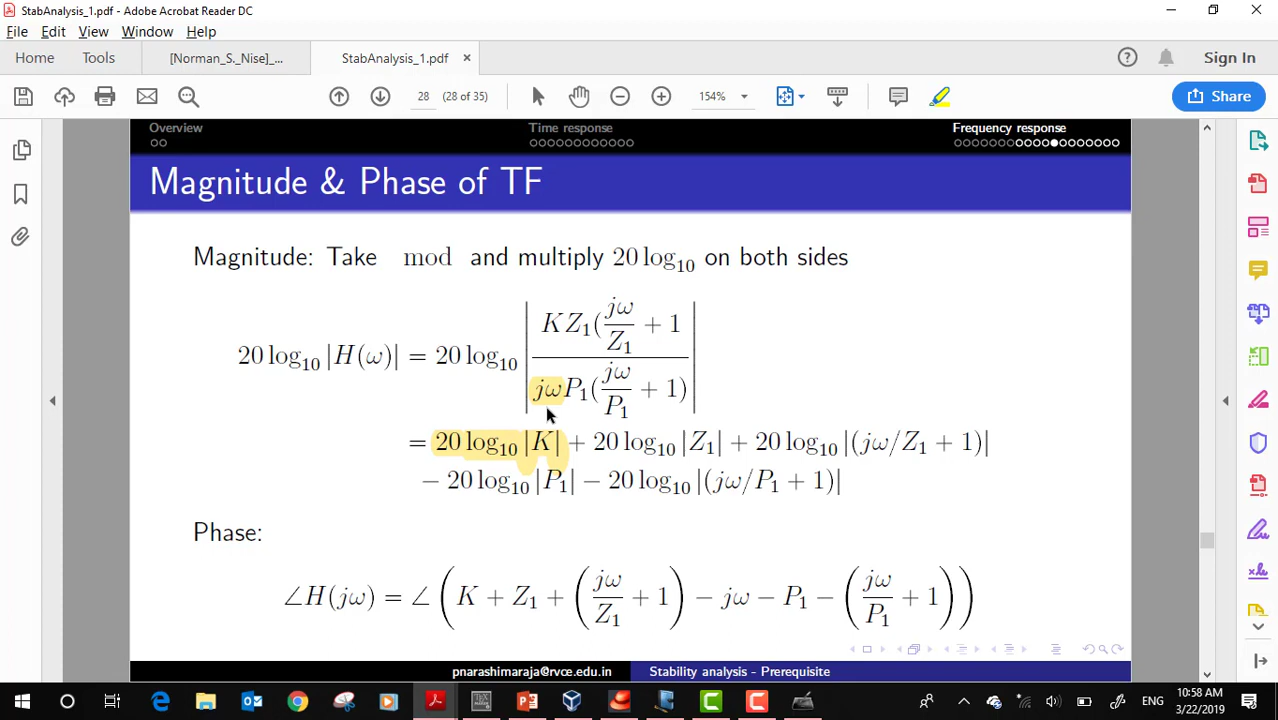 StabAnalysis_1.pdf - Adobe Acrobat Reader DC
File Edit View Window Help
Home Tools [Norman_S._Nise]_... StabAnalysis_1.pdf × Sign In
28 (28 of 35) 154% Share
Overview Time response Frequency response
Magnitude & Phase of TF
Magnitude: Take mod and multiply 20 log₁₀ on both sides
20 log₁₀ |H(ω)| = 20 log₁₀ | KZ₁(jω/Z₁ + 1 / jωP₁(jω/P₁ + 1) |
= 20 log₁₀ |K| + 20 log₁₀ |Z₁| + 20 log₁₀ |(jω/Z₁ + 1)|
− 20 log₁₀ |P₁| − 20 log₁₀ |(jω/P₁ + 1)|
Phase:
∠H(jω) = ∠ ( K + Z₁ + ( jω/Z₁ + 1 ) − jω − P₁ − ( jω/P₁ + 1 ) )
pnarashimaraja@rvce.edu.in Stability analysis - Prerequisite
10:58 AM
ENG
3/22/2019